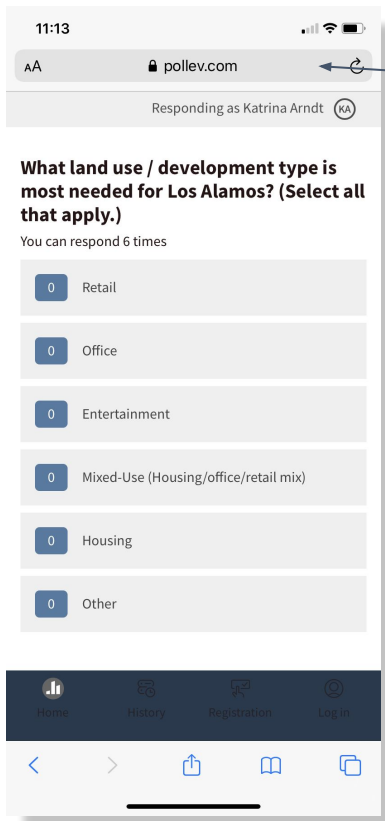 11:13
AA pollev.com
Responding as Katrina Arndt KA
What land use / development type is
most needed for Los Alamos? (Select all
that apply.)
You can respond 6 times
0 Retail
0 Office
0 Entertainment
0 Mixed-Use (Housing/office/retail mix)
0 Housing
0 Other
Home History Registration Log in